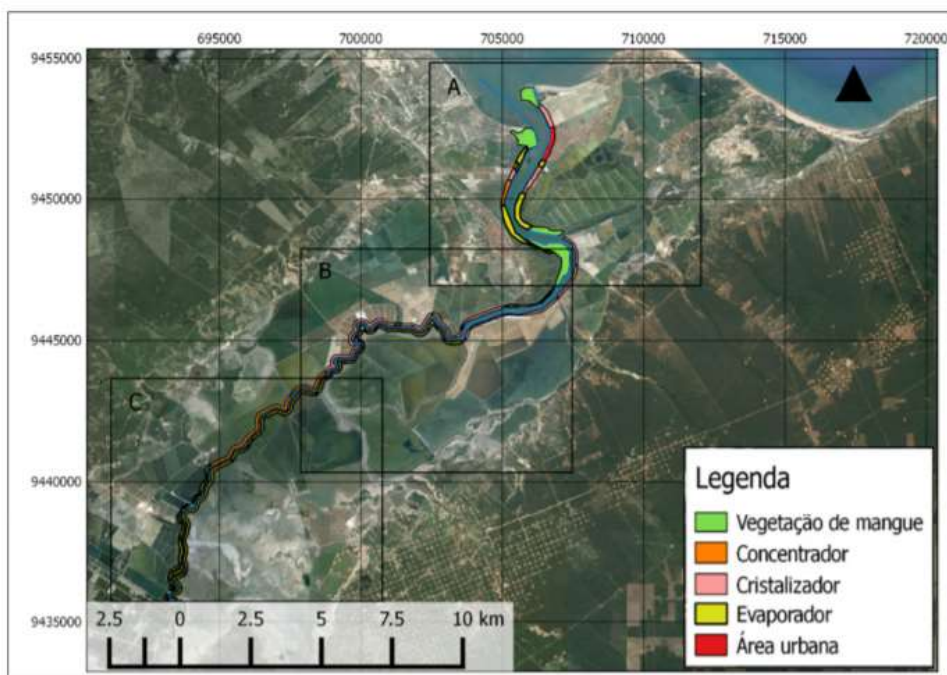 695000 700000 705000 710000 715000 720000
9455000
A
9450000
B
9445000
C
9440000
Legenda
Vegetação de mangue
Concentrador
Cristalizador
Evaporador
Área urbana
9435000
2.5 0 2.5 5 7.5 10 km